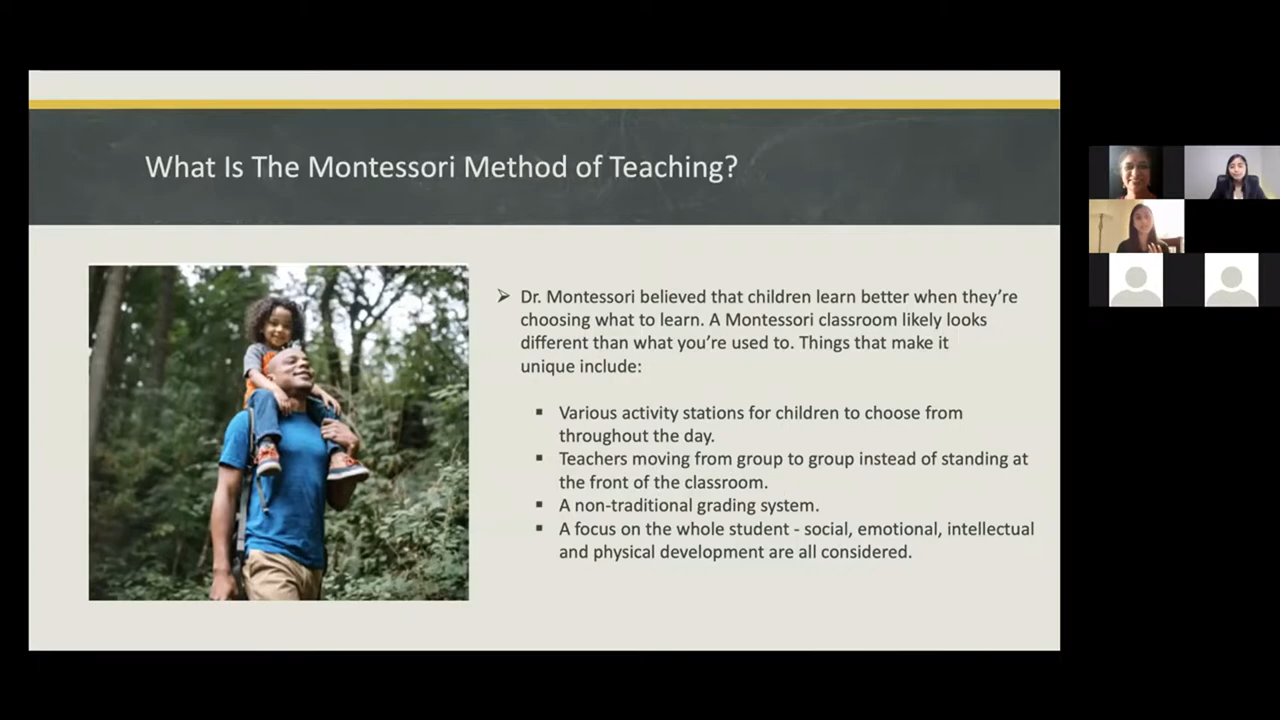 What Is The Montessori Method of Teaching?
Dr. Montessori believed that children learn better when they’re
choosing what to learn. A Montessori classroom likely looks
different than what you’re used to. Things that make it
unique include:
Various activity stations for children to choose from
throughout the day.
Teachers moving from group to group instead of standing at
the front of the classroom.
A non-traditional grading system.
A focus on the whole student - social, emotional, intellectual
and physical development are all considered.